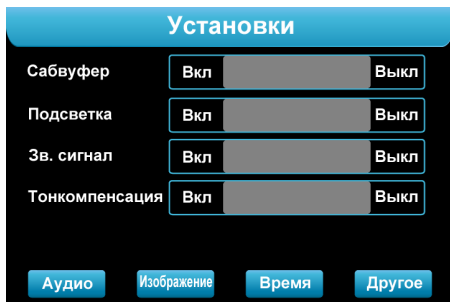 Установки
Сабвуфер Вкл Выкл
Подсветка Вкл Выкл
Зв. сигнал Вкл Выкл
Тонкомпенсация Вкл Выкл
Аудио Изображение Время Другое